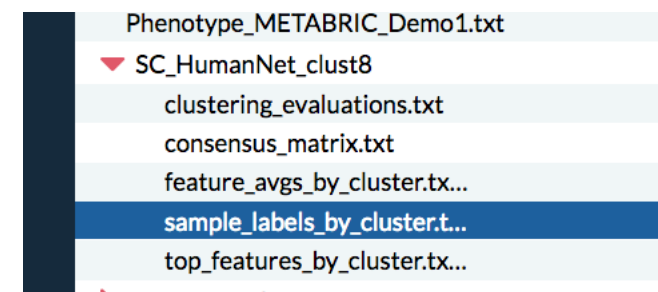 Phenotype_METABRIC_Demo1.txt
SC_HumanNet_clust8
clustering_evaluations.txt
consensus_matrix.txt
feature_avgs_by_cluster.tx...
sample_labels_by_cluster.t...
top_features_by_cluster.tx...